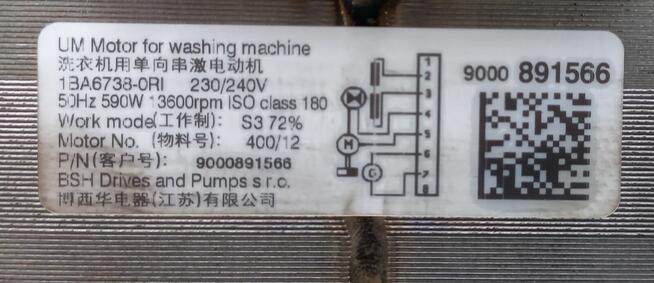 UM Motor for washing machine
洗衣机用单向串激电动机
1BA6738-0RI 230/240V
50Hz 590W 13600rpm ISO class 180
Work mode(工作制): S3 72%
Motor No. (物料号): 400/12
P/N(客户号): 9000891566
BSH Drives and Pumps s.r.o.
博西华电器(江苏)有限公司
1
2
3
4
5
6
7
8
M
G
9000 891566